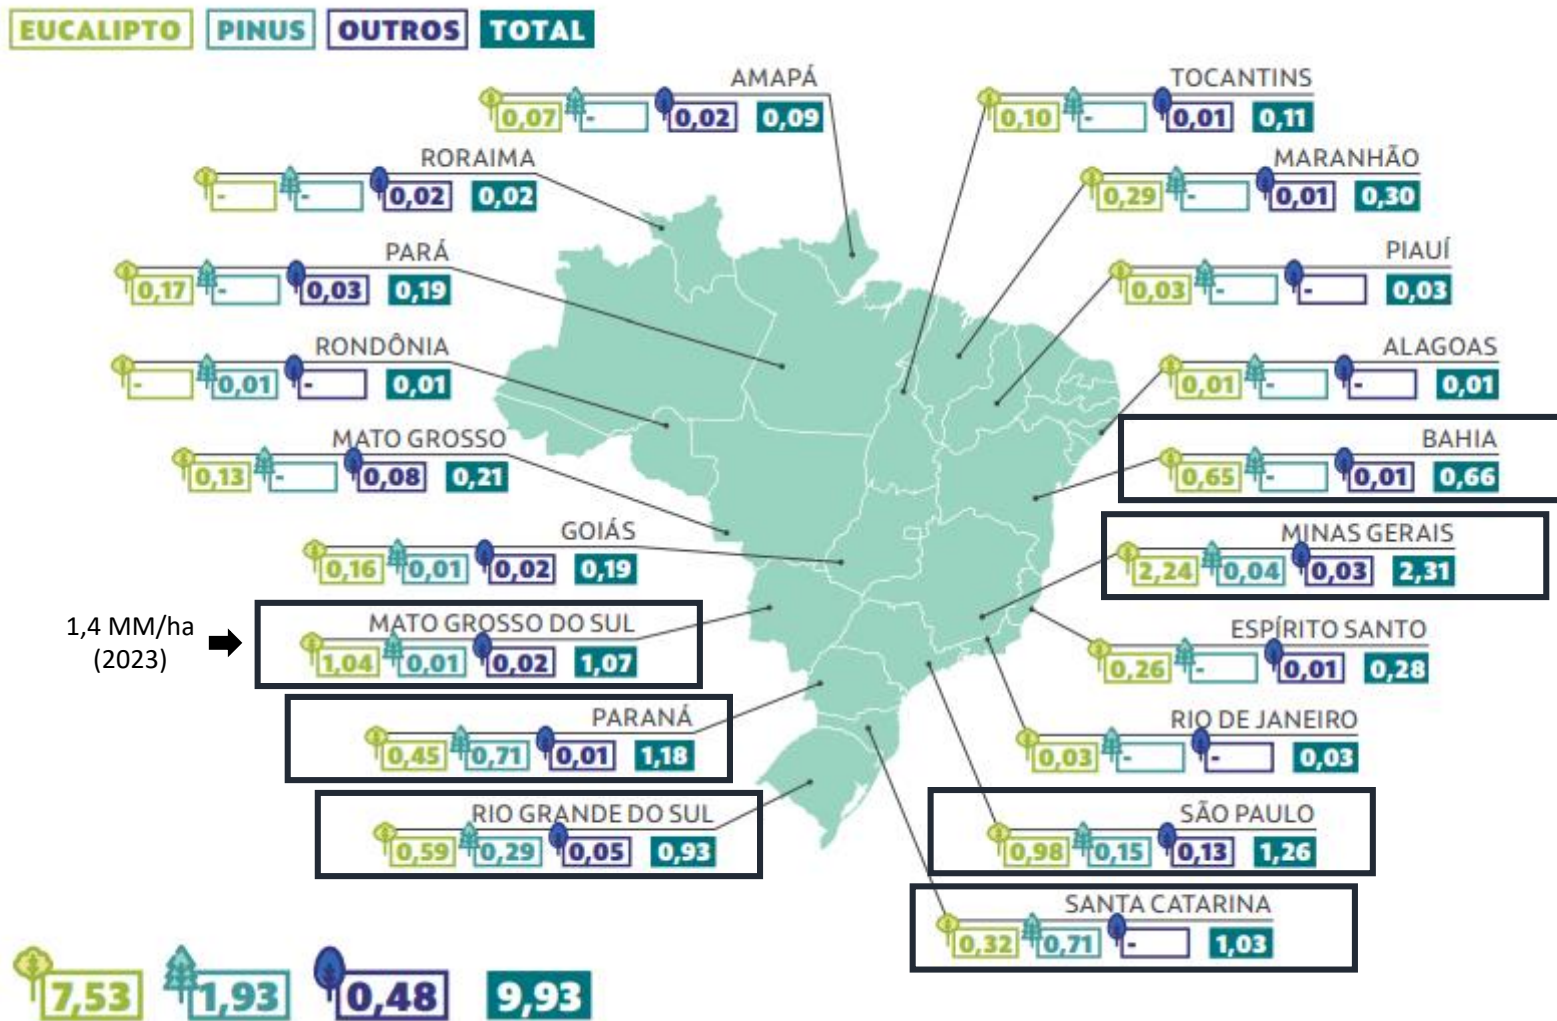 EUCALIPTO PINUS OUTROS TOTAL
AMAPÁ
0,07 - 0,02 0,09
TOCANTINS
0,10 - 0,01 0,11
RORAIMA
- - 0,02 0,02
MARANHÃO
0,29 - 0,01 0,30
PARÁ
0,17 - 0,03 0,19
PIAUÍ
0,03 - - 0,03
RONDÔNIA
- 0,01 - 0,01
ALAGOAS
0,01 - - 0,01
MATO GROSSO
0,13 - 0,08 0,21
BAHIA
0,65 - 0,01 0,66
GOIÁS
0,16 0,01 0,02 0,19
MINAS GERAIS
2,24 0,04 0,03 2,31
1,4 MM/ha
(2023)
MATO GROSSO DO SUL
1,04 0,01 0,02 1,07
ESPÍRITO SANTO
0,26 - 0,01 0,28
PARANÁ
0,45 0,71 0,01 1,18
RIO DE JANEIRO
0,03 - - 0,03
RIO GRANDE DO SUL
0,59 0,29 0,05 0,93
SÃO PAULO
0,98 0,15 0,13 1,26
SANTA CATARINA
0,32 0,71 - 1,03
7,53 1,93 0,48 9,93